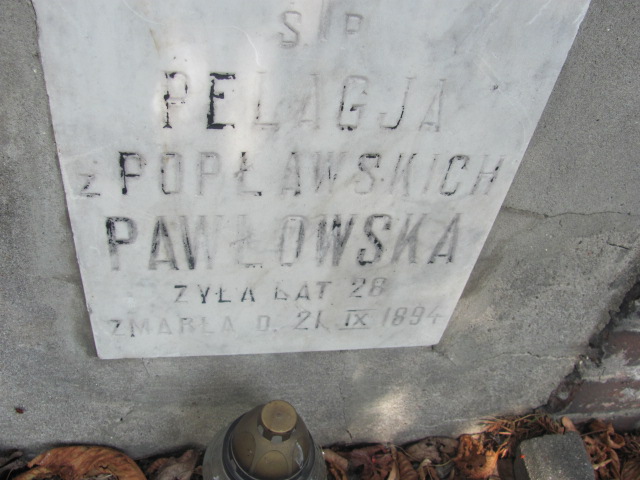 Ś.P.
PELAGJA
z POPŁAWSKICH
PAWŁOWSKA
ŻYŁA LAT 28
ZMARŁA D. 21 IX 1894